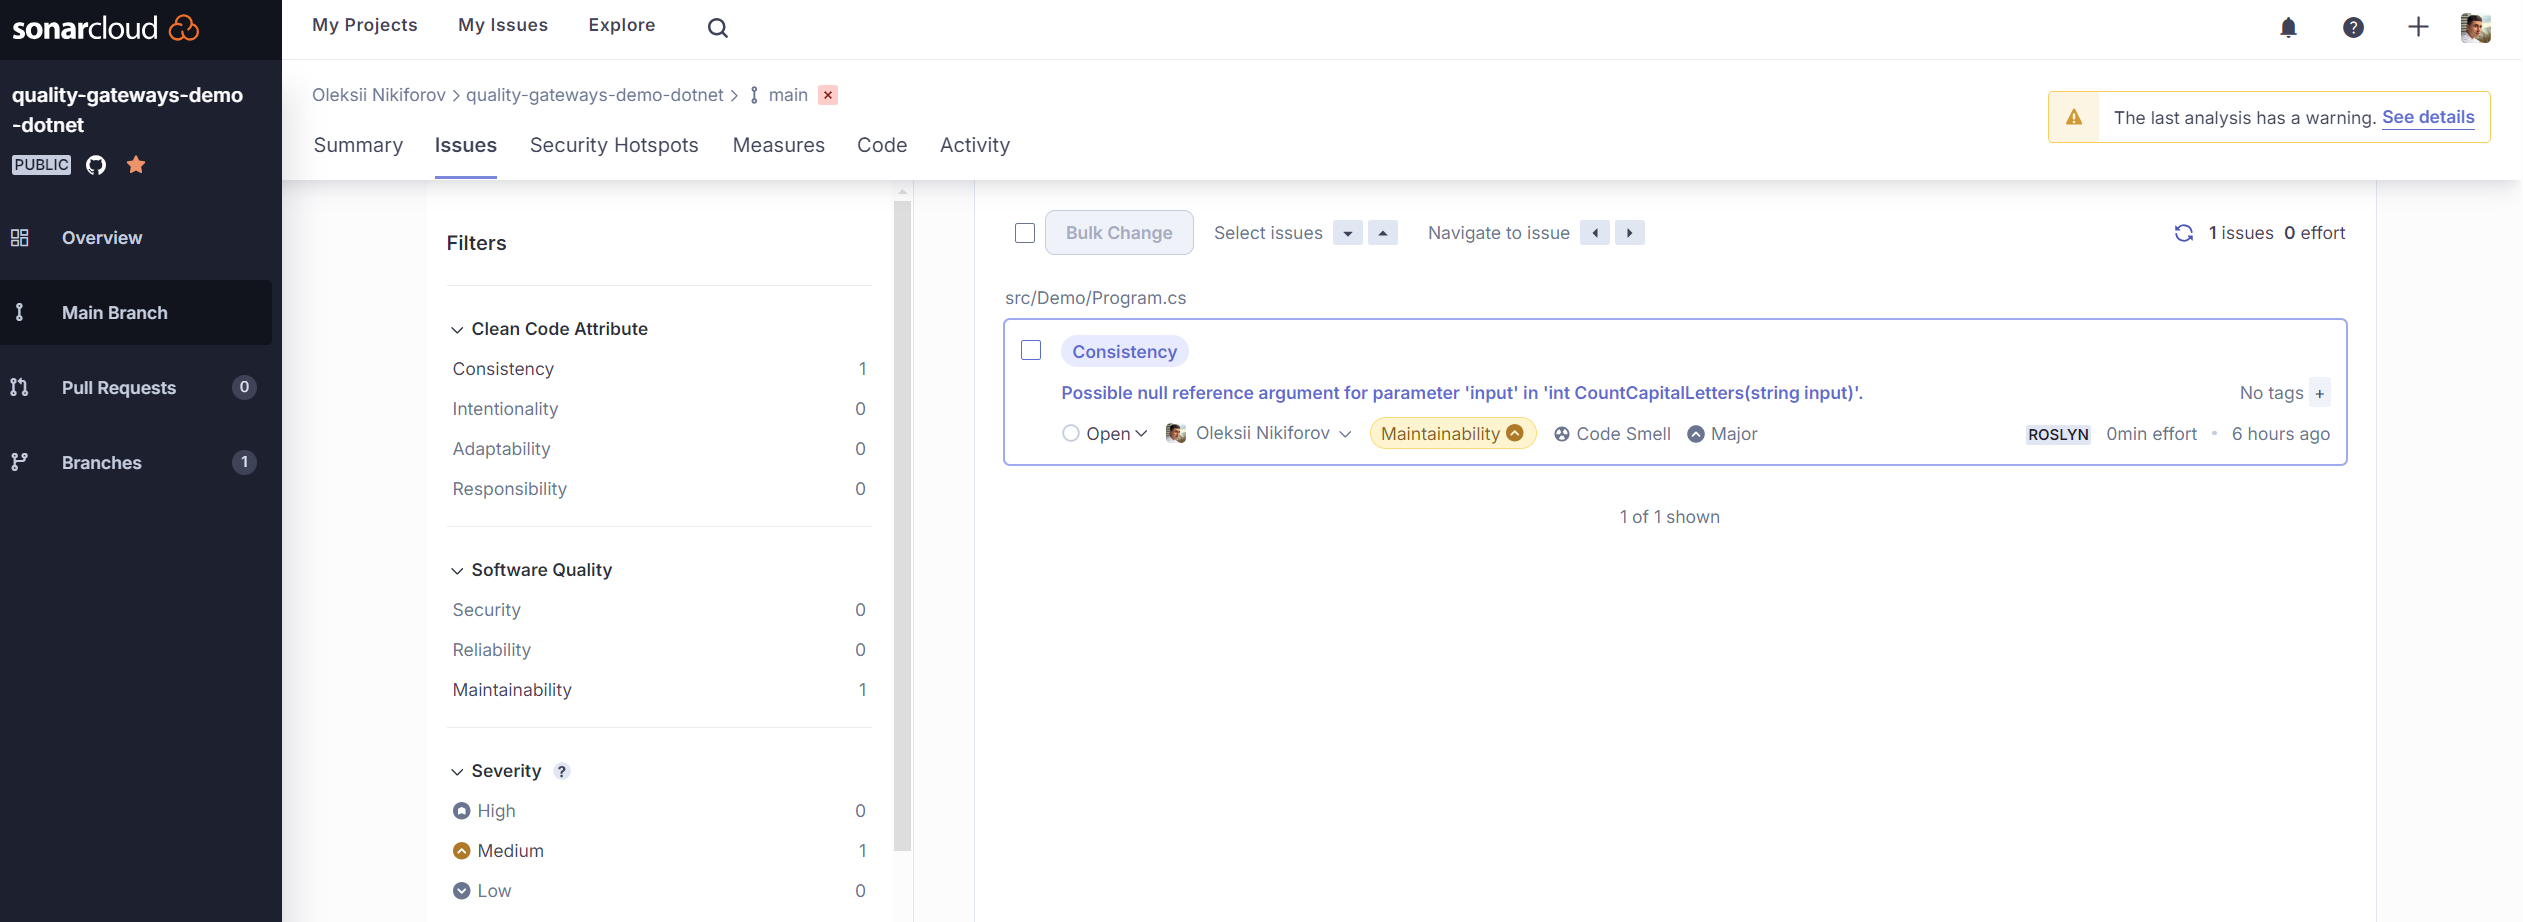 sonarcloud
My Projects My Issues Explore
quality-gateways-demo
-dotnet
PUBLIC
Overview
Main Branch
Pull Requests 0
Branches 1
Oleksii Nikiforov > quality-gateways-demo-dotnet > main
The last analysis has a warning. See details
Summary Issues Security Hotspots Measures Code Activity
Filters
Clean Code Attribute
Consistency 1
Intentionality 0
Adaptability 0
Responsibility 0
Software Quality
Security 0
Reliability 0
Maintainability 1
Severity ?
High 0
Medium 1
Low 0
Bulk Change Select issues Navigate to issue 1 issues 0 effort
src/Demo/Program.cs
Consistency
Possible null reference argument for parameter 'input' in 'int CountCapitalLetters(string input)'. No tags +
Open Oleksii Nikiforov Maintainability Code Smell Major ROSLYN 0min effort • 6 hours ago
1 of 1 shown